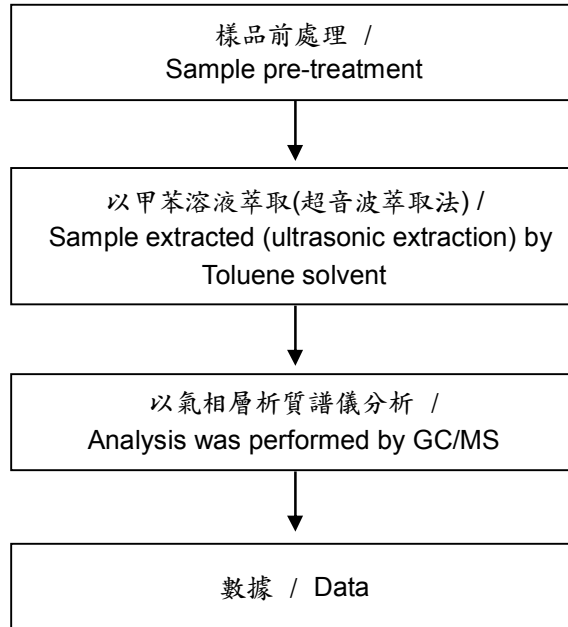 樣品前處理 /
Sample pre-treatment
以甲苯溶液萃取(超音波萃取法) /
Sample extracted (ultrasonic extraction) by
Toluene solvent
以氣相層析質譜儀分析 /
Analysis was performed by GC/MS
數據 / Data